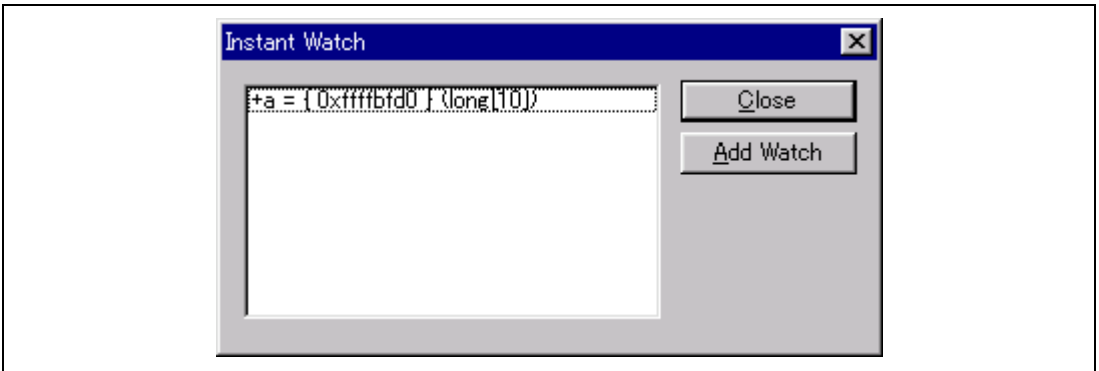 Instant Watch
+a = { 0xffffbfd0 } (long[10])
Close
Add Watch